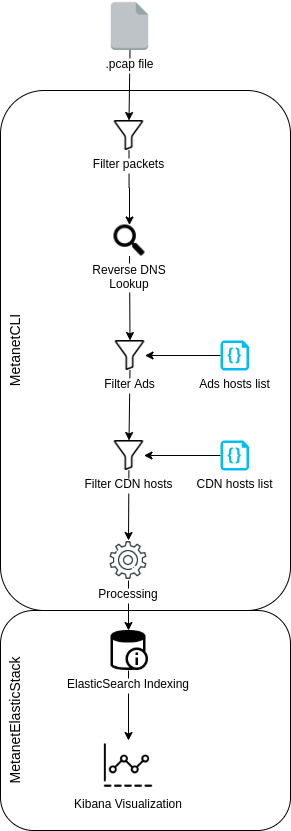 .pcap file
Filter packets
Reverse DNS
Lookup
MetanetCLI
Filter Ads
Ads hosts list
Filter CDN hosts
CDN hosts list
Processing
MetanetElasticStack
ElasticSearch Indexing
Kibana Visualization